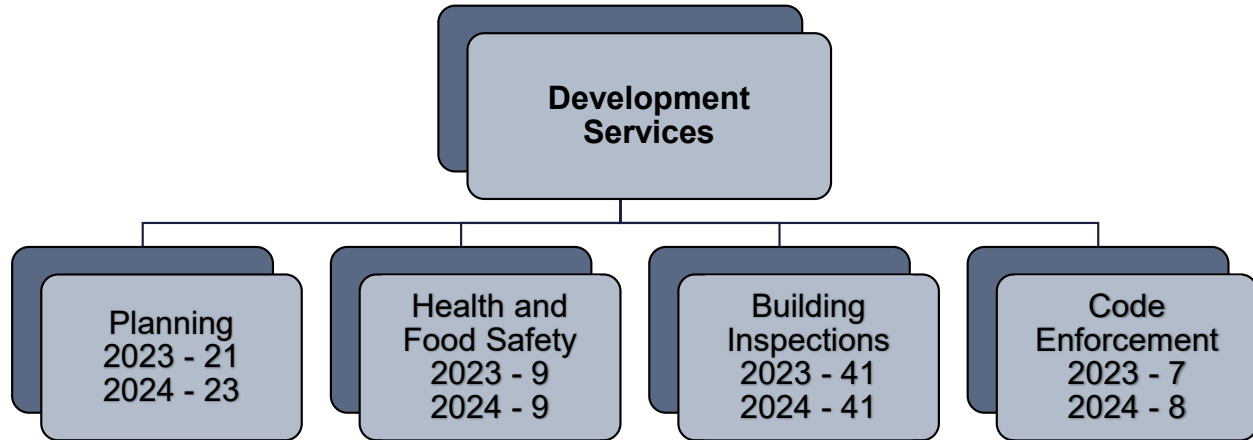 Development
Services
Planning
2023 - 21
2024 - 23
Health and
Food Safety
2023 - 9
2024 - 9
Building
Inspections
2023 - 41
2024 - 41
Code
Enforcement
2023 - 7
2024 - 8